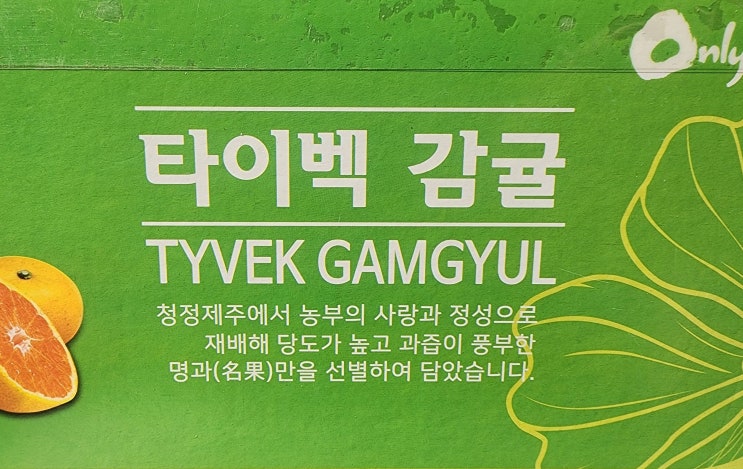 Only
타이벡 감귤
TYVEK GAMGYUL
청정제주에서 농부의 사랑과 정성으로
재배해 당도가 높고 과즙이 풍부한
명과(名果)만을 선별하여 담았습니다.